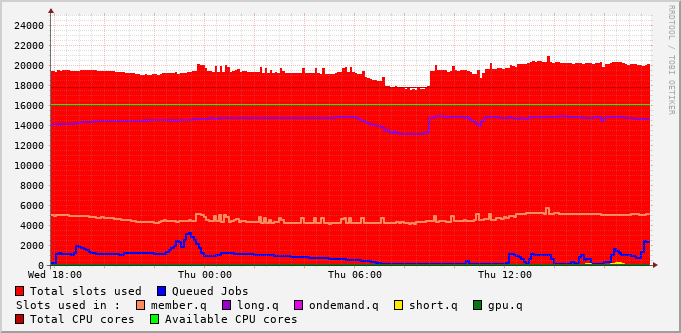 24000
22000
20000
18000
16000
14000
12000
10000
8000
6000
4000
2000
0
Wed 18:00 Thu 00:00 Thu 06:00 Thu 12:00
Total slots used Queued Jobs
Slots used in : member.q long.q ondemand.q short.q gpu.q
Total CPU cores Available CPU cores
RRDTOOL / TOBI OETIKER